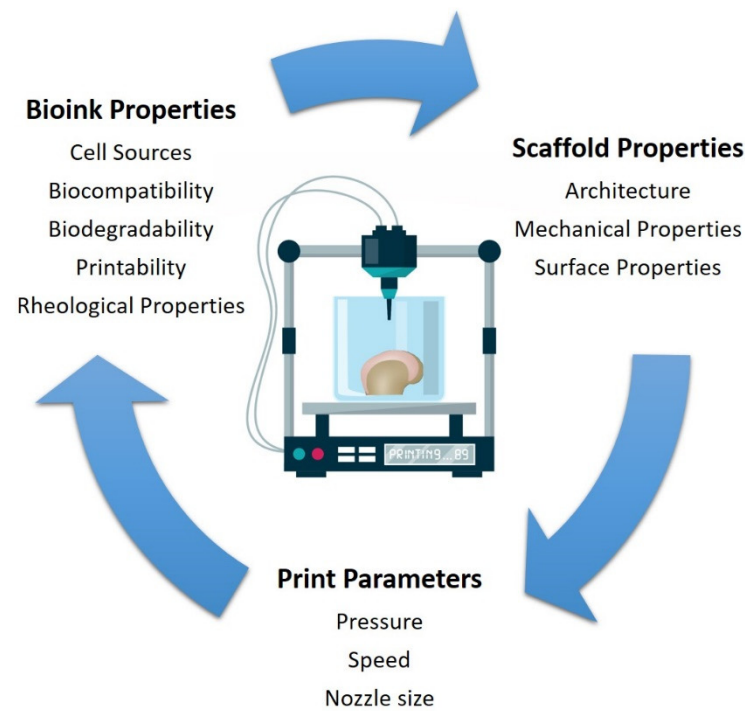 Bioink Properties
Cell Sources
Biocompatibility
Biodegradability
Printability
Rheological Properties
Scaffold Properties
Architecture
Mechanical Properties
Surface Properties
PRINTING...89
Print Parameters
Pressure
Speed
Nozzle size